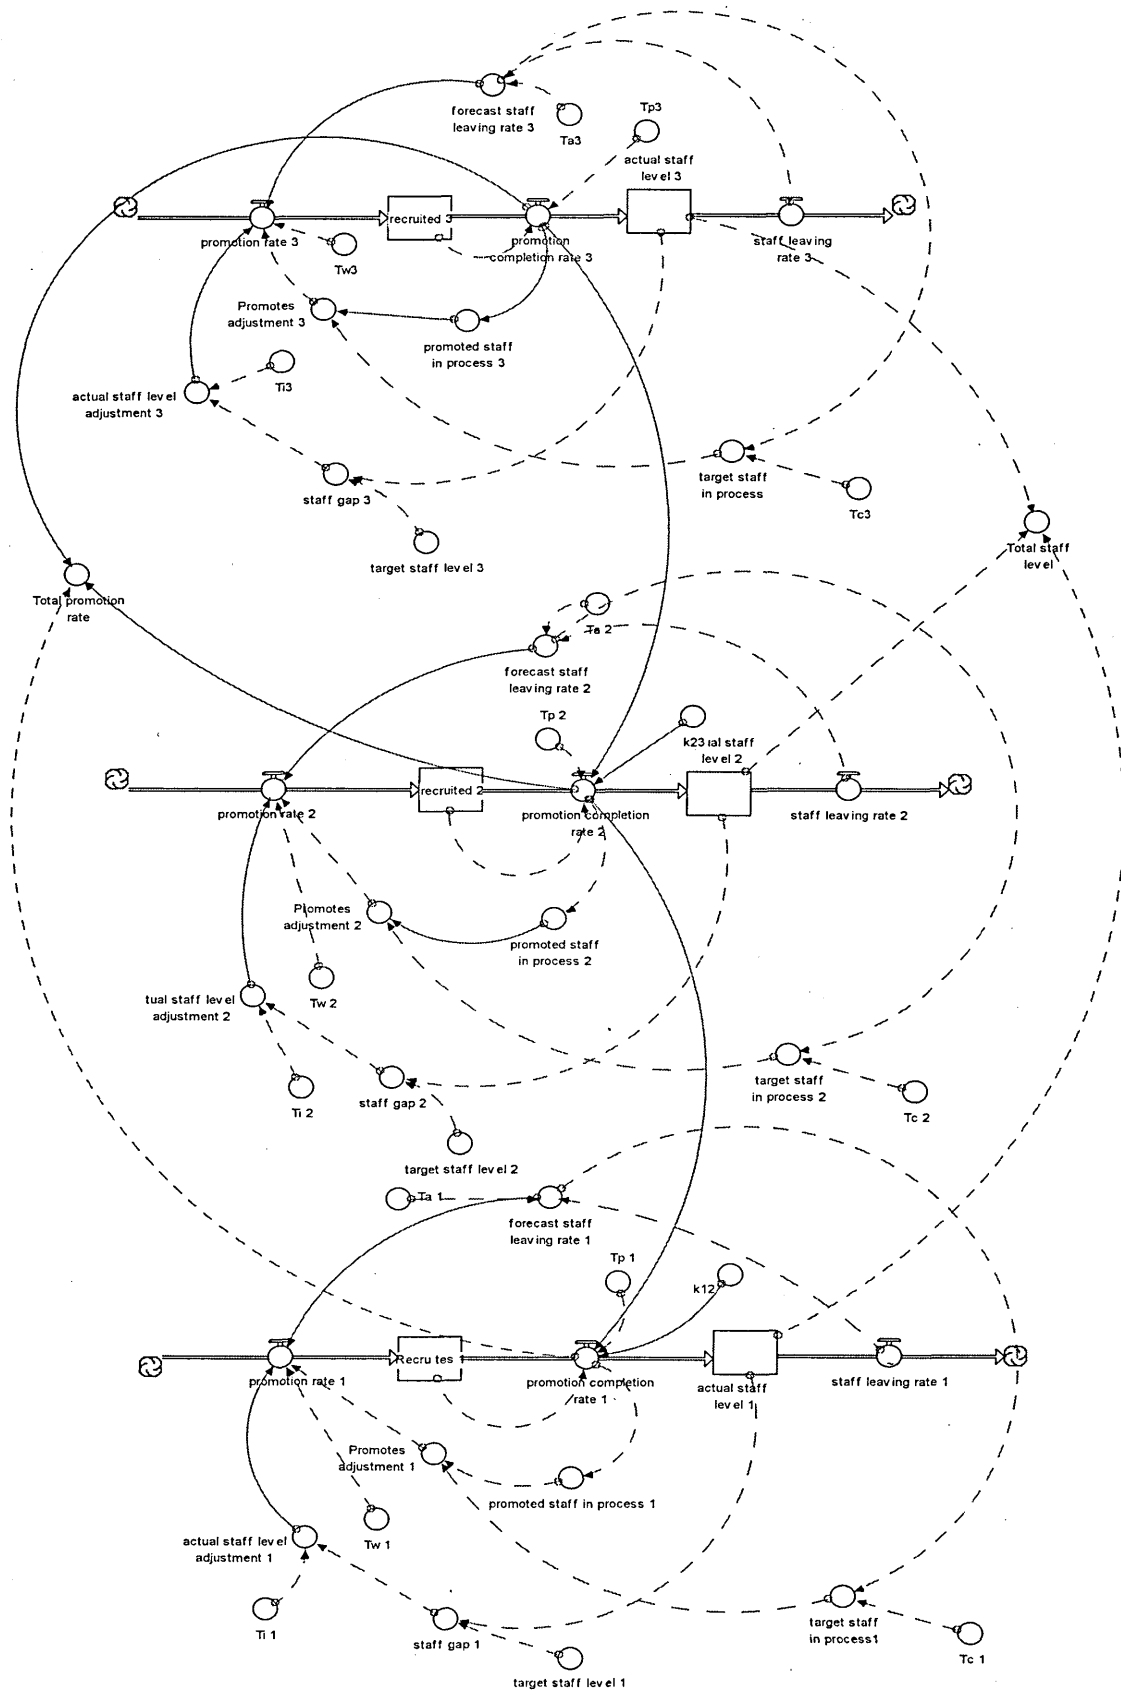 forecast staff
leaving rate 3
Ta3
Tp3
actual staff
level 3
recruited 3
promotion rate 3
promotion
completion rate 3
staff leaving
rate 3
Tw3
Promotes
adjustment 3
promoted staff
in process 3
Ti3
actual staff level
adjustment 3
staff gap 3
target staff
in process
Tc3
target staff level 3
Total staff
level
Total promotion
rate
Ta 2
forecast staff
leaving rate 2
Tp 2
k23 ial staff
level 2
recruited 2
promotion rate 2
promotion completion
rate 2
staff leaving rate 2
Promotes
adjustment 2
promoted staff
in process 2
Tw 2
tual staff level
adjustment 2
Ti 2
staff gap 2
target staff
in process 2
Tc 2
target staff level 2
Ta 1
forecast staff
leaving rate 1
Tp 1
k12
Recruites 1
promotion rate 1
promotion completion
rate 1
actual staff
level 1
staff leaving rate 1
Promotes
adjustment 1
promoted staff in process 1
Tw 1
actual staff level
adjustment 1
Ti 1
staff gap 1
target staff
in process1
Tc 1
target staff level 1